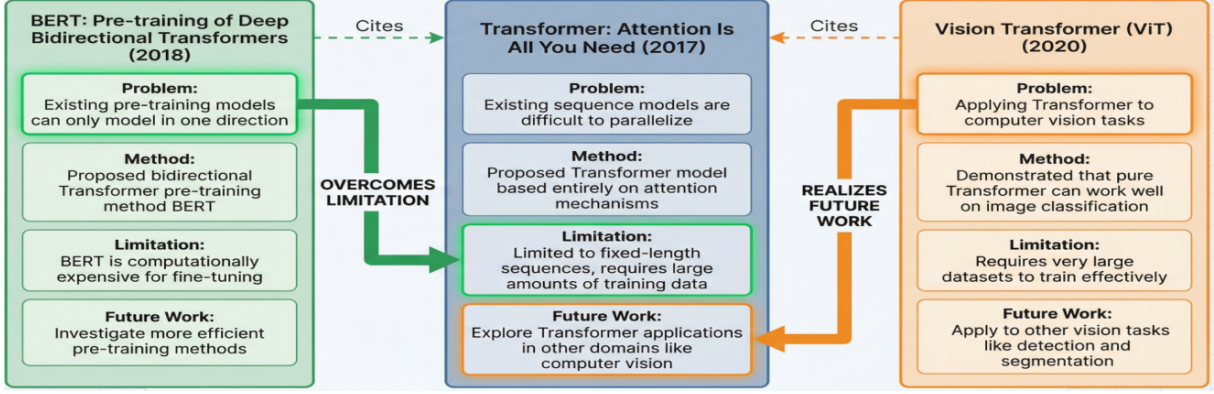 BERT: Pre-training of Deep
Bidirectional Transformers
(2018)
Problem:
Existing pre-training models
can only model in one direction
Method:
Proposed bidirectional
Transformer pre-training
method BERT
Limitation:
BERT is computationally
expensive for fine-tuning
Future Work:
Investigate more efficient
pre-training methods
Cites
OVERCOMES
LIMITATION
Transformer: Attention Is
All You Need (2017)
Problem:
Existing sequence models are
difficult to parallelize
Method:
Proposed Transformer model
based entirely on attention
mechanisms
Limitation:
Limited to fixed-length
sequences, requires large
amounts of training data
Future Work:
Explore Transformer applications
in other domains like
computer vision
Cites
REALIZES
FUTURE
WORK
Vision Transformer (ViT)
(2020)
Problem:
Applying Transformer to
computer vision tasks
Method:
Demonstrated that pure
Transformer can work well
on image classification
Limitation:
Requires very large
datasets to train effectively
Future Work:
Apply to other vision tasks
like detection and
segmentation